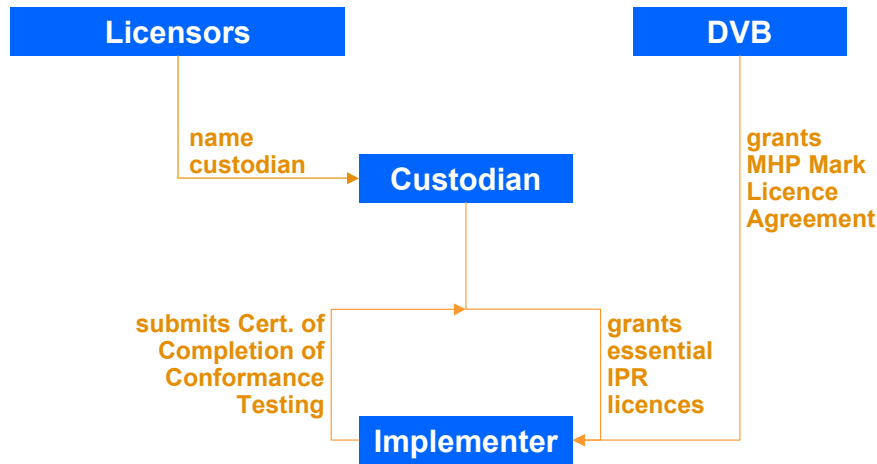 Licensors
DVB
name
custodian
grants
MHP Mark
Licence
Agreement
Custodian
submits Cert. of
Completion of
Conformance
Testing
grants
essential
IPR
licences
Implementer